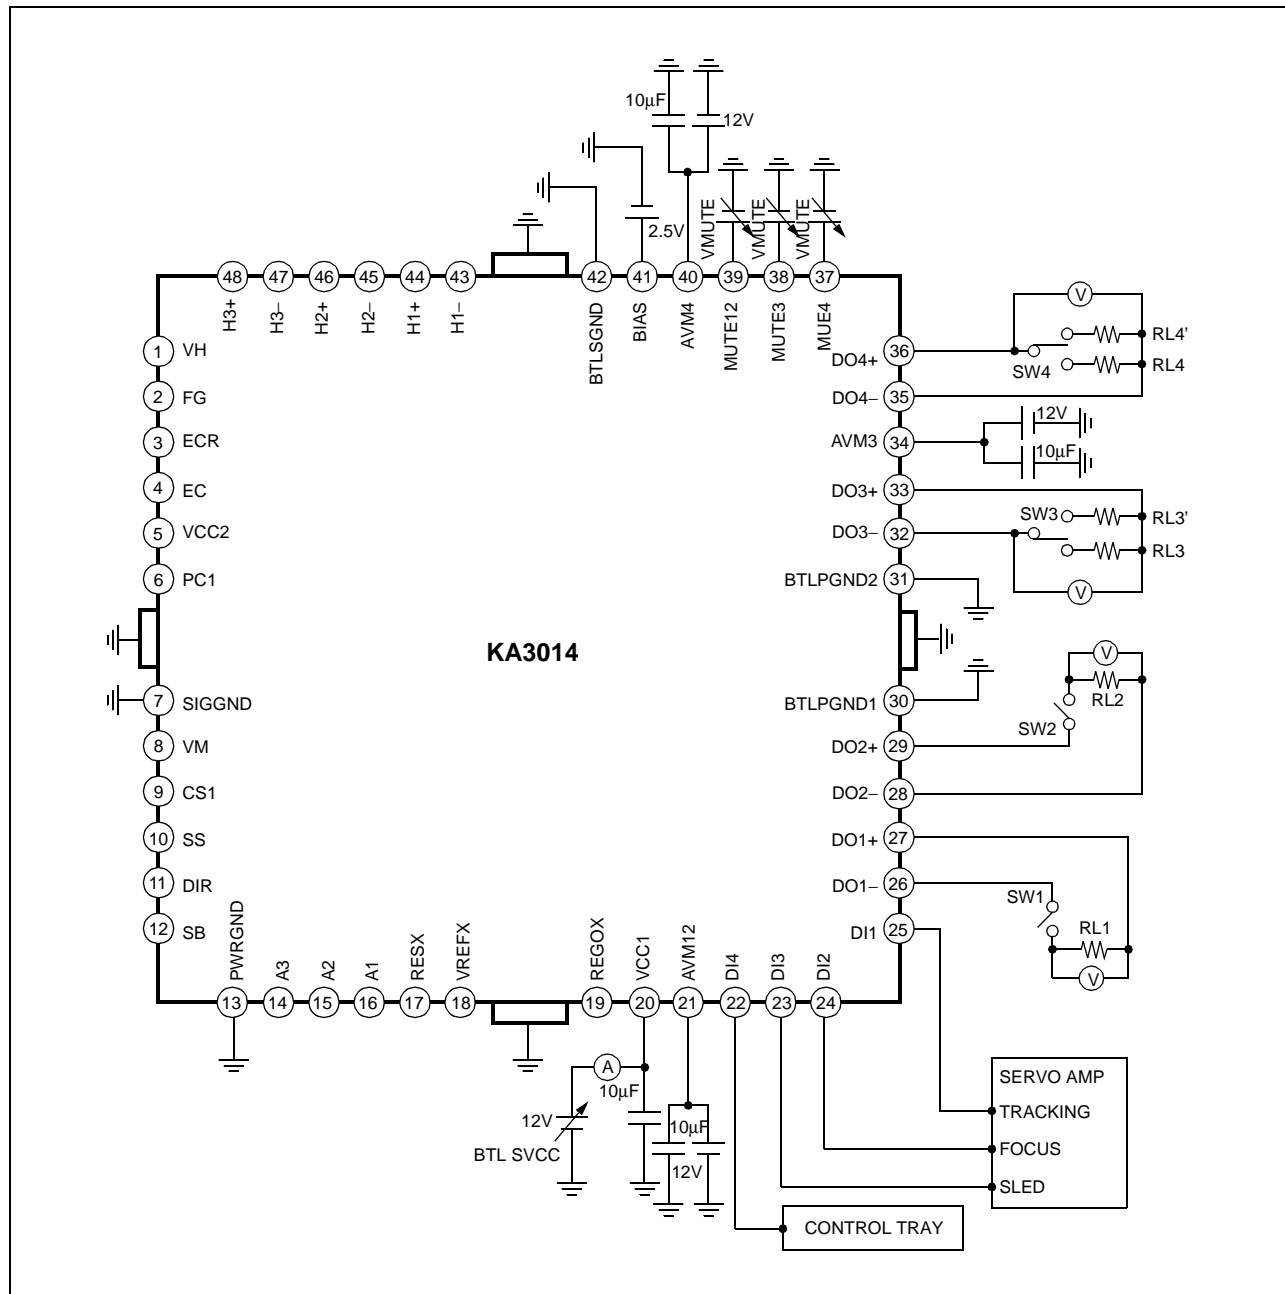 10μF
12V
2.5V
VMUTE
VMUTE
VMUTE
48
47
46
45
44
43
42
41
40
39
38
37
H3+
H3−
H2+
H2−
H1+
H1−
BTLSGND
BIAS
AVM4
MUTE12
MUTE3
MUE4
1
VH
2
FG
3
ECR
4
EC
5
VCC2
6
PC1
7
SIGGND
8
VM
9
CS1
10
SS
11
DIR
12
SB
KA3014
DO4+
36
DO4−
35
AVM3
34
DO3+
33
DO3−
32
BTLPGND2
31
BTLPGND1
30
DO2+
29
DO2−
28
DO1+
27
DO1−
26
DI1
25
V
SW4
RL4'
RL4
12V
10μF
SW3
RL3'
RL3
V
V
RL2
SW2
SW1
RL1
V
PWRGND
A3
A2
A1
RESX
VREFX
REGOX
VCC1
AVM12
DI4
DI3
DI2
13
14
15
16
17
18
19
20
21
22
23
24
A
10μF
12V
BTL SVCC
10μF
12V
SERVO AMP
TRACKING
FOCUS
SLED
CONTROL TRAY